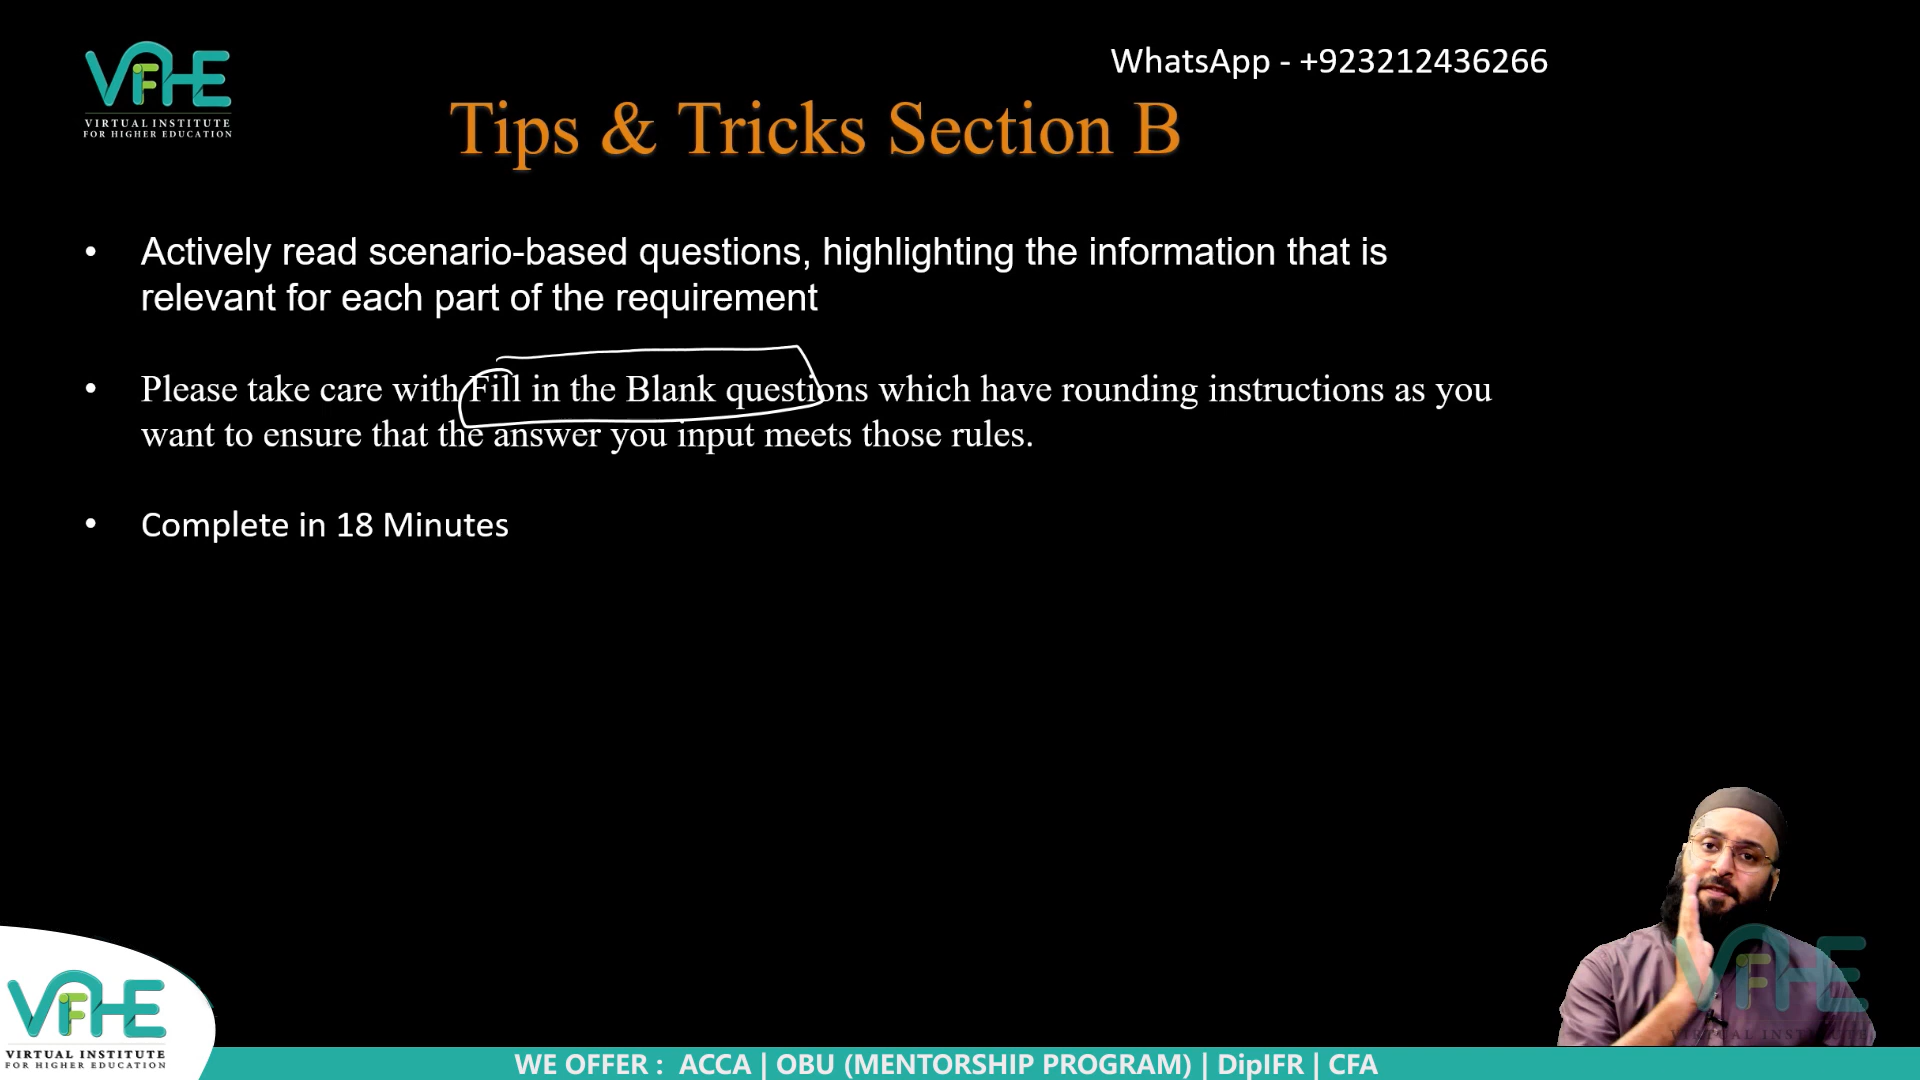 VFHE
VIRTUAL INSTITUTE
FOR HIGHER EDUCATION
WhatsApp - +923212436266
Tips & Tricks Section B
• Actively read scenario-based questions, highlighting the information that is
relevant for each part of the requirement
• Please take care with Fill in the Blank questions which have rounding instructions as you
want to ensure that the answer you input meets those rules.
• Complete in 18 Minutes
VFHE
VIRTUAL INSTITUTE
VFHE
VIRTUAL INSTITUTE
FOR HIGHER EDUCATION
WE OFFER : ACCA | OBU (MENTORSHIP PROGRAM) | DipIFR | CFA